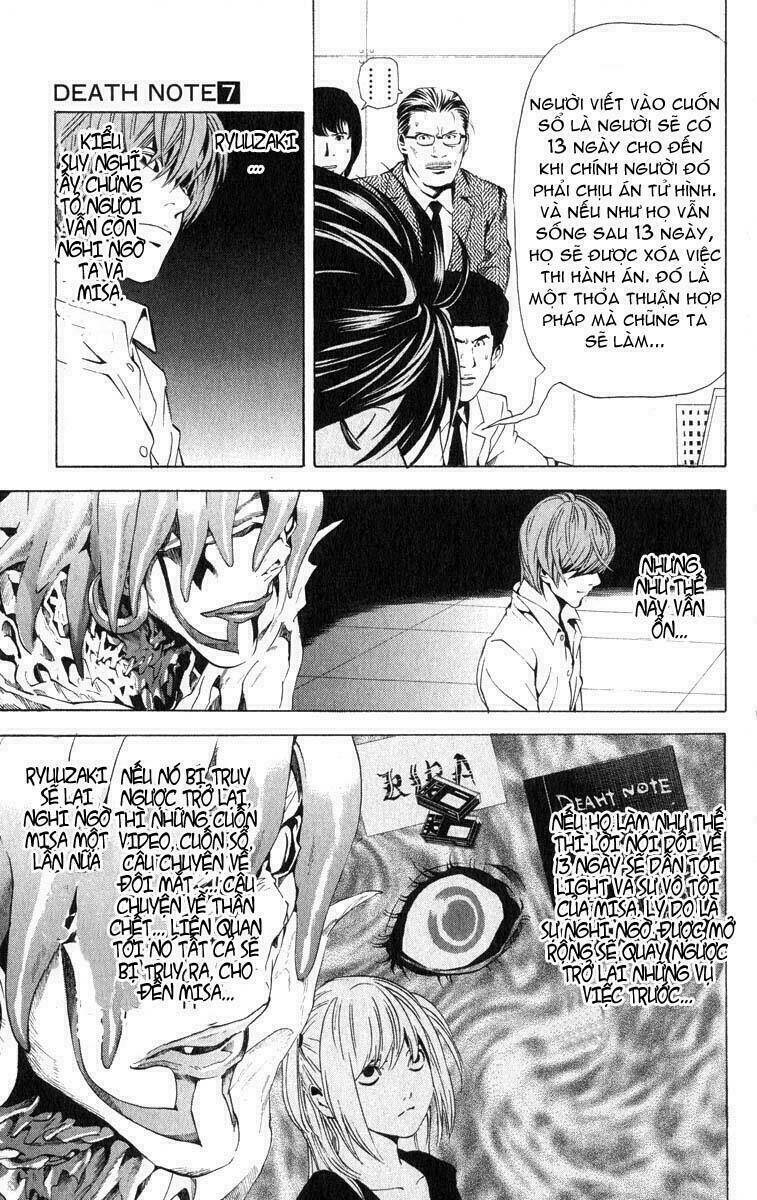 DEATH NOTE 7
NGƯỜI VIẾT VÀO CUỐN
SỔ LÀ NGƯỜI SẼ CÓ
13 NGÀY CHO ĐẾN
KHI CHÍNH NGƯỜI ĐÓ
PHẢI CHỊU ÁN TỬ HÌNH.
VÀ NẾU NHƯ HỌ VẪN
SỐNG SAU 13 NGÀY,
HỌ SẼ ĐƯỢC XÓA VIỆC
THI HÀNH ÁN. ĐÓ LÀ
MỘT THỎA THUẬN HỢP
PHÁP MÀ CHŨNG TA
SẼ LÀM...
RYUUZAKI
...
KIỂU
SUY NGHĨ
ẤY CHỨNG
TỎ NGƯƠI
VẪN CÒN
NGHI NGỜ
TA VÀ
MISA.
NHƯNG,
NHƯ THẾ
NÀY VẪN
ỔN...
KIRA
DEAHT NOTE
NẾU HỌ LÀM NHƯ THẾ
THÌ LỜI NÓI DỐI VỀ
13 NGÀY SẼ DẪN TỚI
LIGHT VÀ SỰ VÔ TỘI
CỦA MISA. LÝ DO LÀ
SỰ NGHI NGỜ ĐƯỢC MỞ
RỘNG SẼ QUAY NGƯỢC
TRỞ LẠI NHỮNG VỤ
VIỆC TRƯỚC...
NẾU NÓ BỊ TRUY
NGƯỢC TRỞ LẠI,
THÌ NHỮNG CUỐN
VIDEO, CUỐN SỔ,
CÂU CHUYỆN VỀ
ĐÔI MẮT...! CÂU
CHUYỆN VỀ THẦN
CHẾT... LIÊN QUAN
TỚI NÓ TẤT CẢ SẼ
BỊ TRUY RA, CHO
ĐẾN MISA...
RYUUZAKI
SẼ LẠI
NGHI NGỜ
MISA MỘT
LẦN NỮA